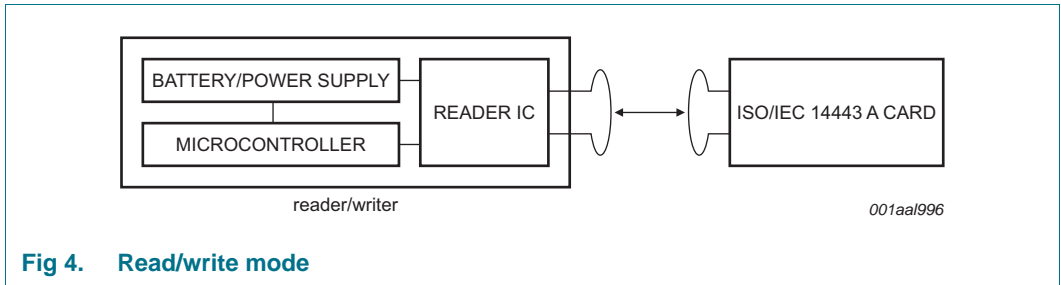 BATTERY/POWER SUPPLY
MICROCONTROLLER
READER IC
ISO/IEC 14443 A CARD
reader/writer
001aal996
Fig 4. Read/write mode